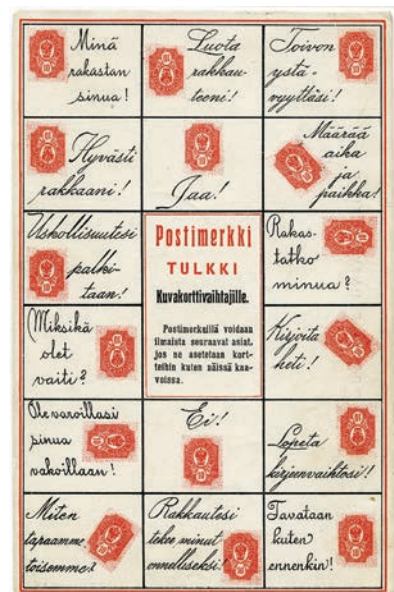 Minä
rakastan
sinua!
Luota
rakkau-
teeni!
Toivon
ystä-
vyyttäsi!
Hyvästi
rakkaani!
Jaa!
Määrää
aika
ja
paikka!
Uskollisuutesi
palki-
taan!
Postimerkki
TULKKI
Kuvakorttivaihtajille.
Postimerkuillä voidaan
ilmaista seuraavat asiat,
jos ne asetetaan kort-
teihin kuten näissä kaa-
voissa.
Rakas-
tatko
minua?
Miksikä
olet
vaiti?
Kirjoita
heti!
Ole varoillasi
sinua
vakoillaan!
Ei!
Lopeta
kirjeenvaihtosi!
Miten
tapaamme
toisemme?
Rakkautesi
tekee minut
onnelliseksi!
Tavataan
kuten
ennenkin!